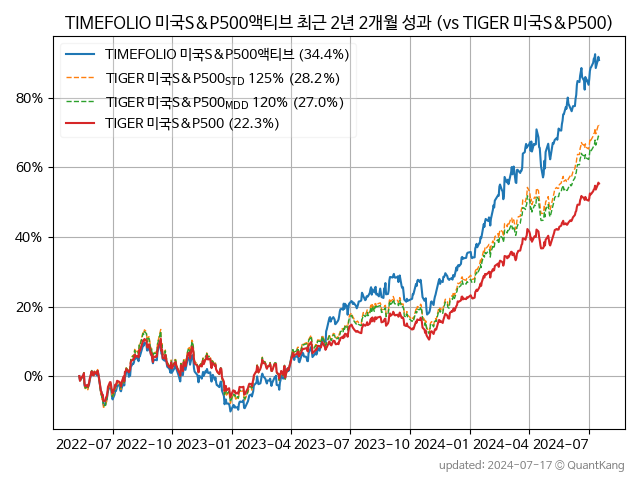 TIMEFOLIO 미국S&P500액티브 최근 2년 2개월 성과 (vs TIGER 미국S&P500)
TIMEFOLIO 미국S&P500액티브 (34.4%)
TIGER 미국S&P500STD 125% (28.2%)
TIGER 미국S&P500MDD 120% (27.0%)
TIGER 미국S&P500 (22.3%)
80%
60%
40%
20%
0%
2022-07 2022-10 2023-01 2023-04 2023-07 2023-10 2024-01 2024-04 2024-07
updated: 2024-07-17 © QuantKang